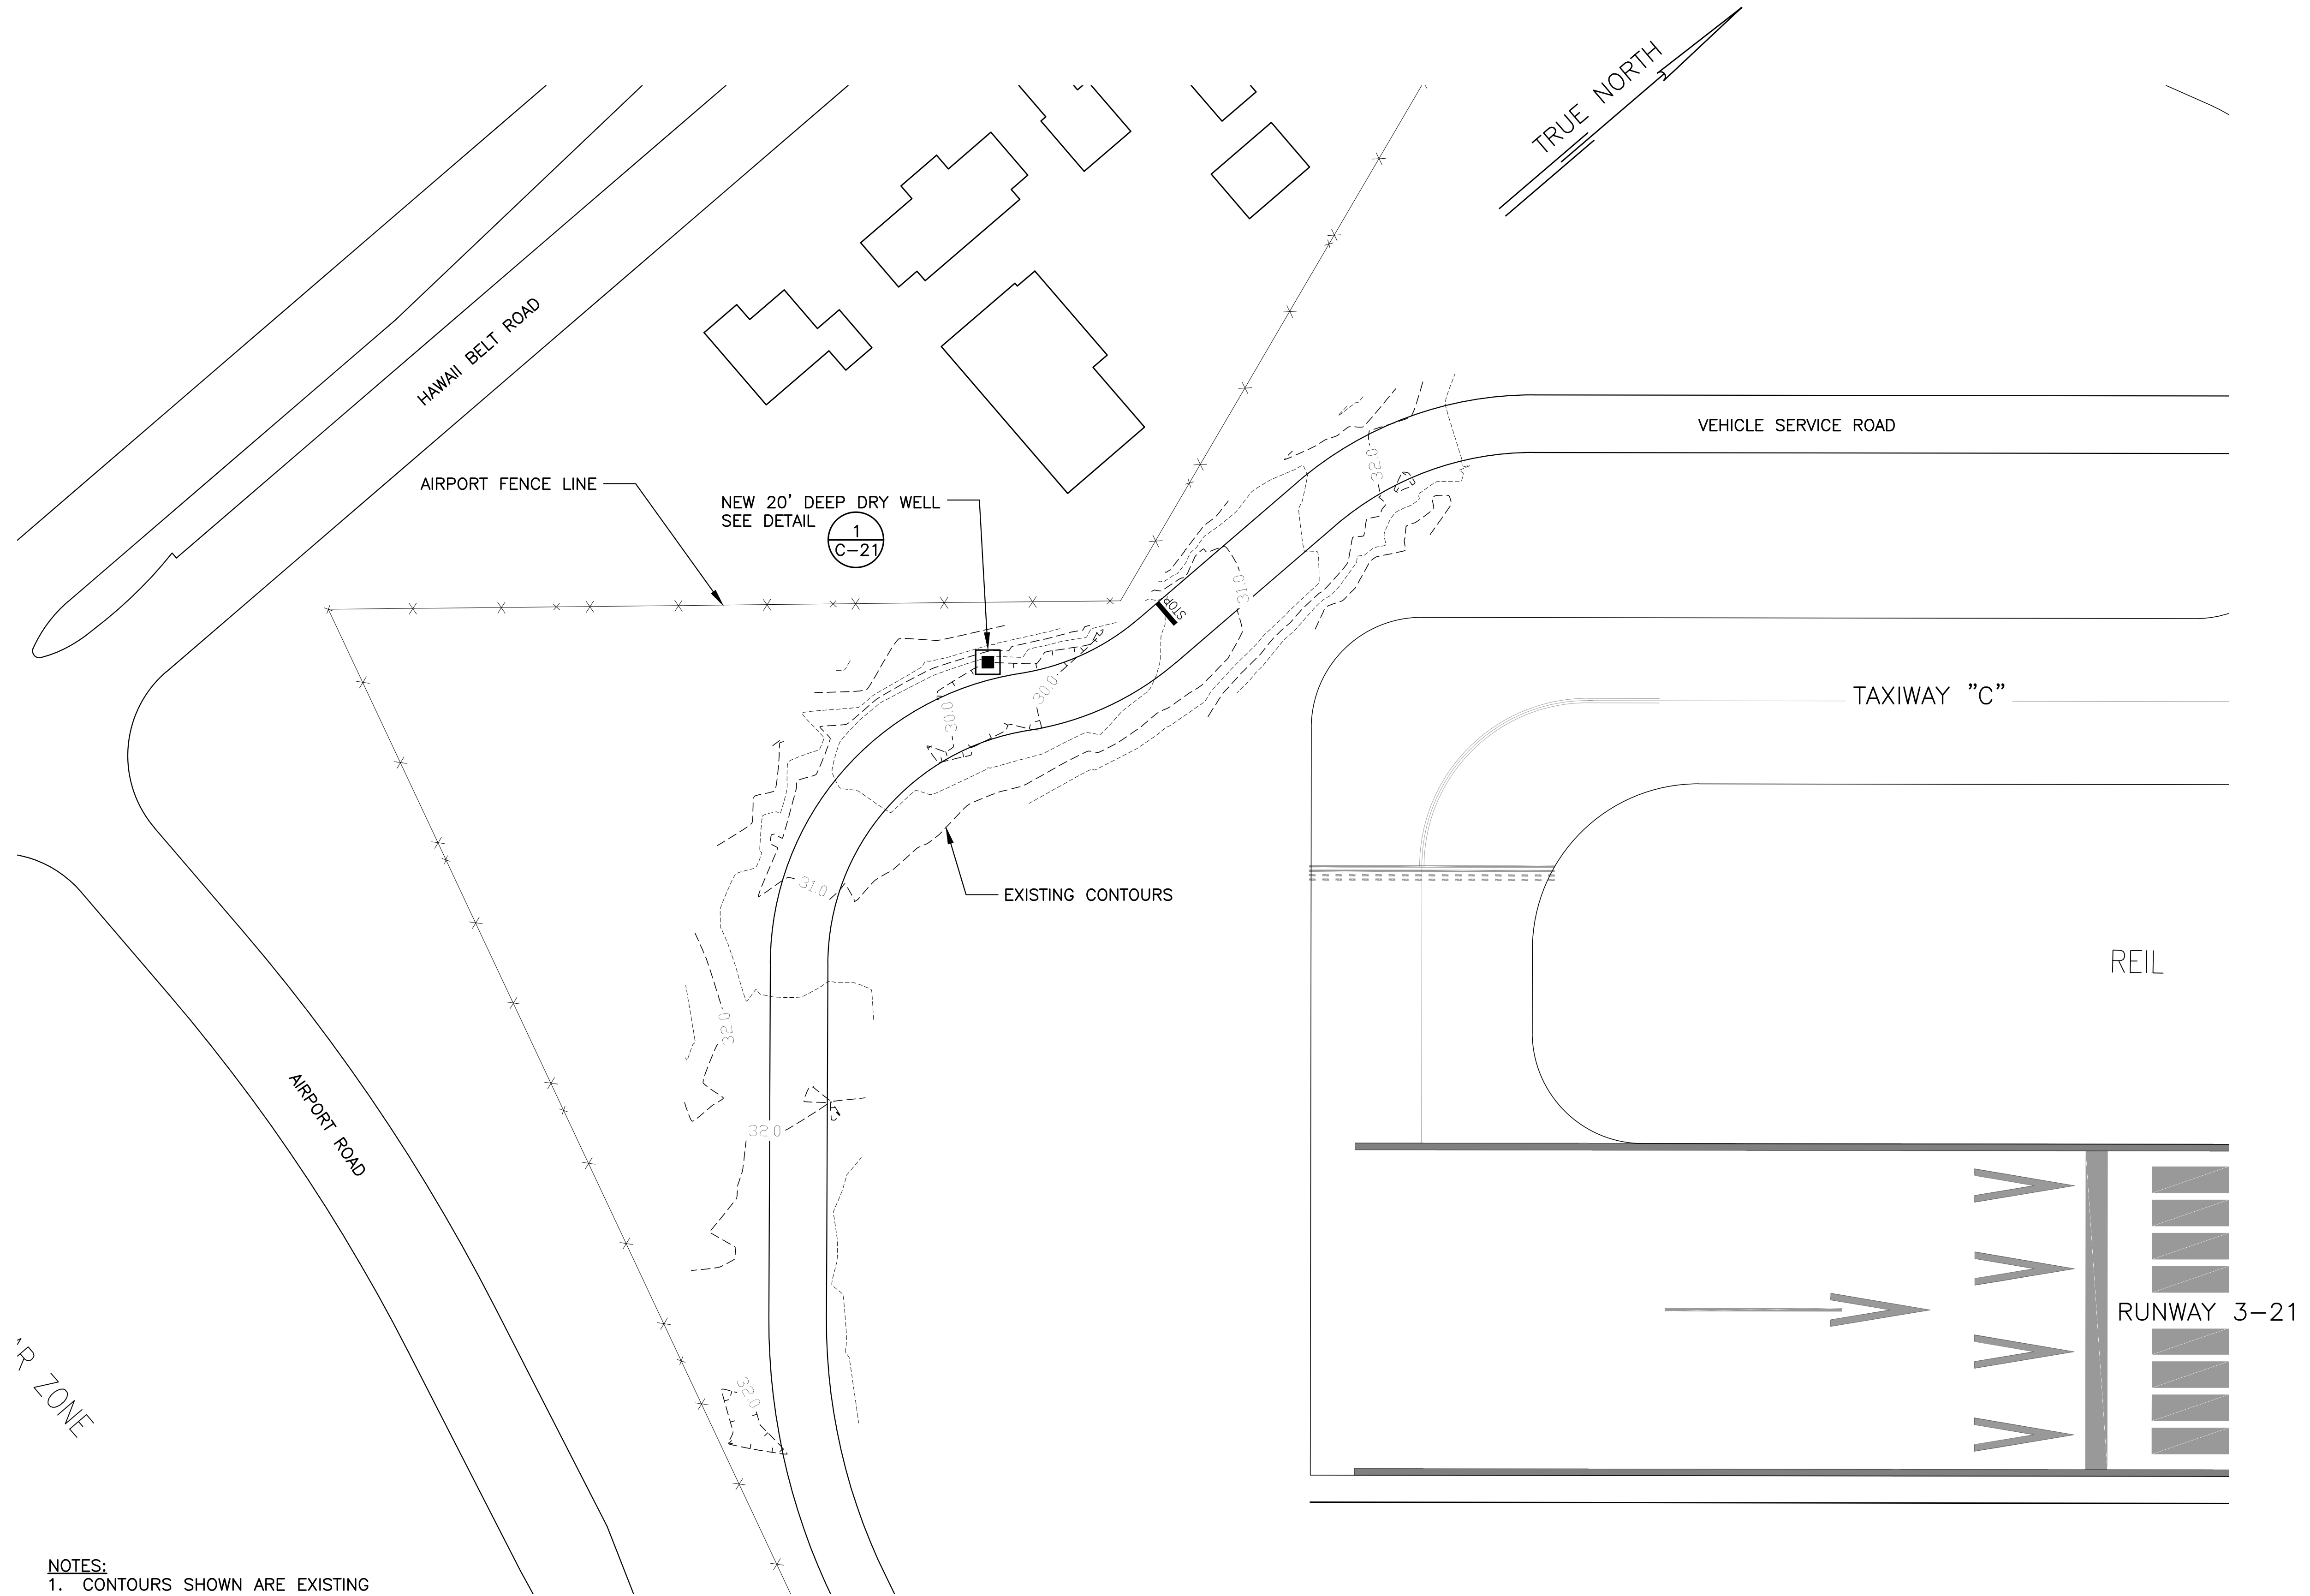 TRUE NORTH
HAWAII BELT ROAD
VEHICLE SERVICE ROAD
AIRPORT FENCE LINE
NEW 20' DEEP DRY WELL
SEE DETAIL
1
C-21
32.0
31.0
STOP
30.0
30.0
TAXIWAY "C"
31.0
EXISTING CONTOURS
REIL
32.0
AIRPORT ROAD
32.0
RUNWAY 3-21
32.0
R ZONE
NOTES:
1. CONTOURS SHOWN ARE EXISTING